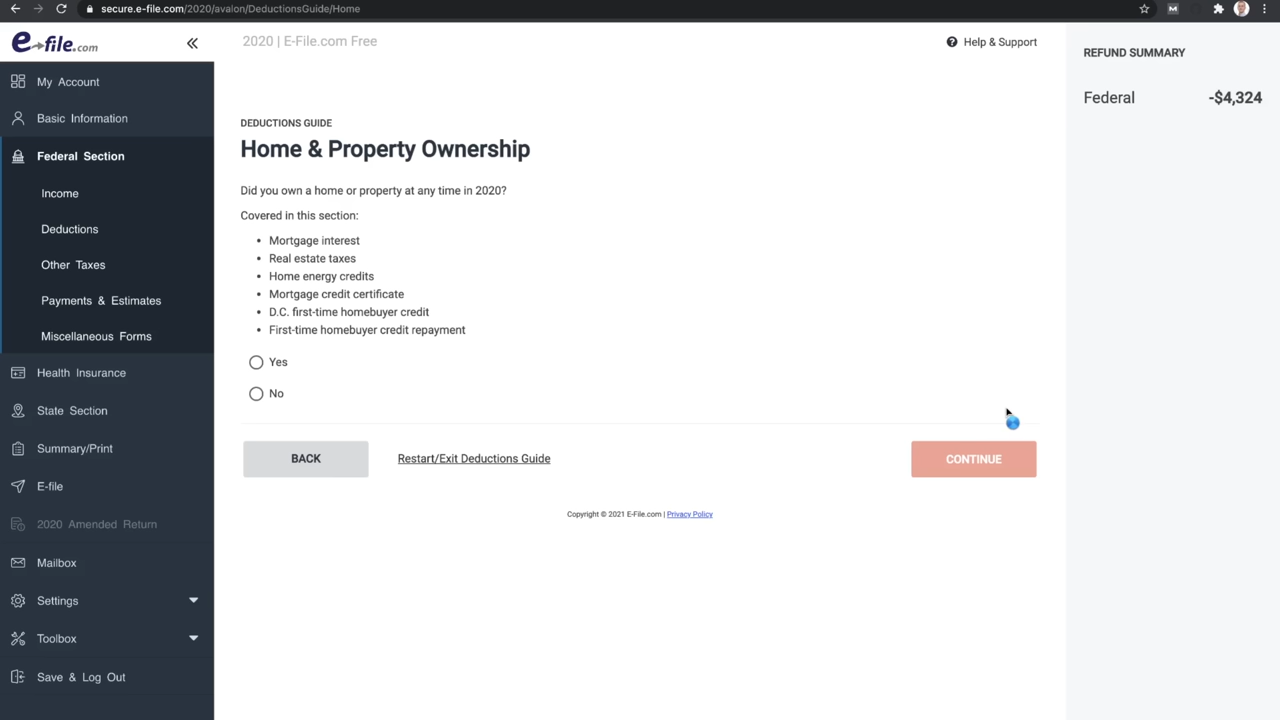 secure.e-file.com/2020/avalon/DeductionsGuide/Home
e-file.com
My Account
Basic Information
Federal Section
Income
Deductions
Other Taxes
Payments & Estimates
Miscellaneous Forms
Health Insurance
State Section
Summary/Print
E-file
2020 Amended Return
Mailbox
Settings
Toolbox
Save & Log Out
2020 | E-File.com Free
Help & Support
DEDUCTIONS GUIDE
Home & Property Ownership
Did you own a home or property at any time in 2020?
Covered in this section:
• Mortgage interest
• Real estate taxes
• Home energy credits
• Mortgage credit certificate
• D.C. first-time homebuyer credit
• First-time homebuyer credit repayment
Yes
No
BACK
Restart/Exit Deductions Guide
CONTINUE
Copyright © 2021 E-File.com | Privacy Policy
REFUND SUMMARY
Federal -$4,324